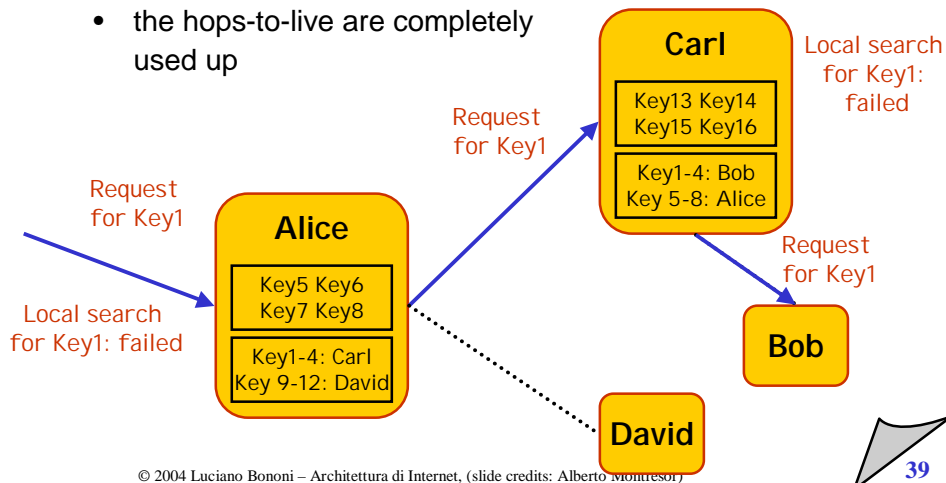 • the hops-to-live are completely
used up
Carl
Local search
for Key1:
failed
Key13 Key14
Key15 Key16
Key1-4: Bob
Key 5-8: Alice
Request
for Key1
Request
for Key1
Alice
Key5 Key6
Key7 Key8
Key1-4: Carl
Key 9-12: David
Local search
for Key1: failed
Request
for Key1
Bob
David
© 2004 Luciano Bononi – Architettura di Internet, (slide credits: Alberto Montresor)
39